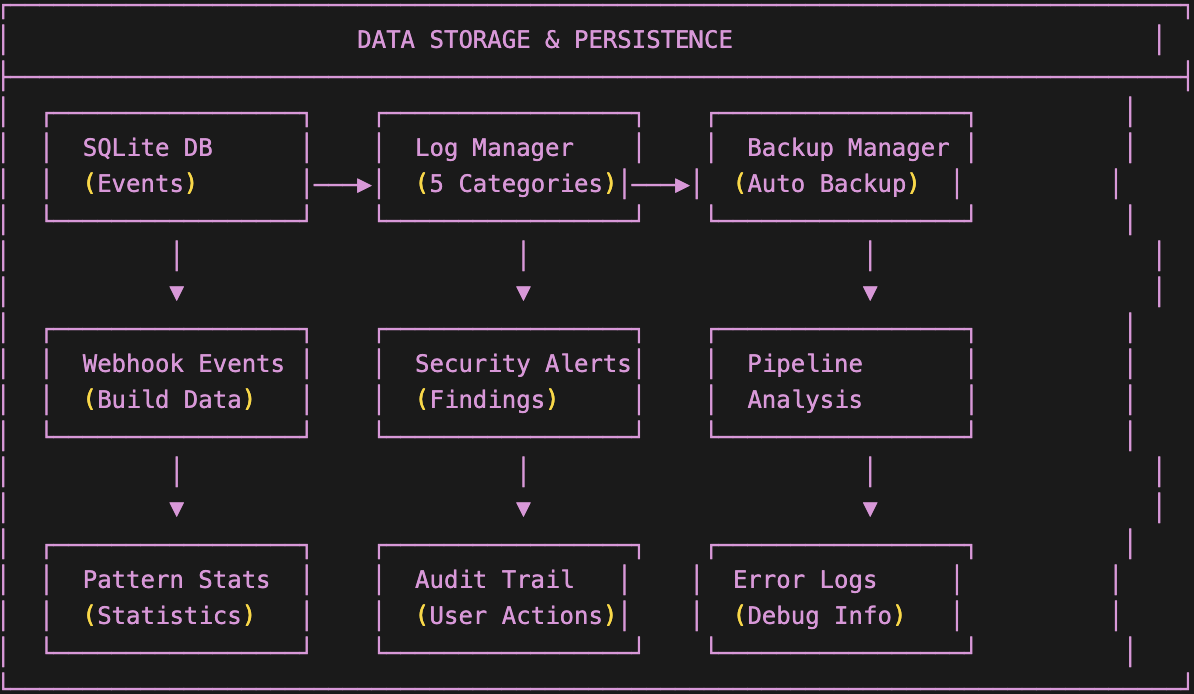 DATA STORAGE & PERSISTENCE
SQLite DB Log Manager Backup Manager
(Events) (5 Categories) (Auto Backup)
Webhook Events Security Alerts Pipeline
(Build Data) (Findings) Analysis
Pattern Stats Audit Trail Error Logs
(Statistics) (User Actions) (Debug Info)